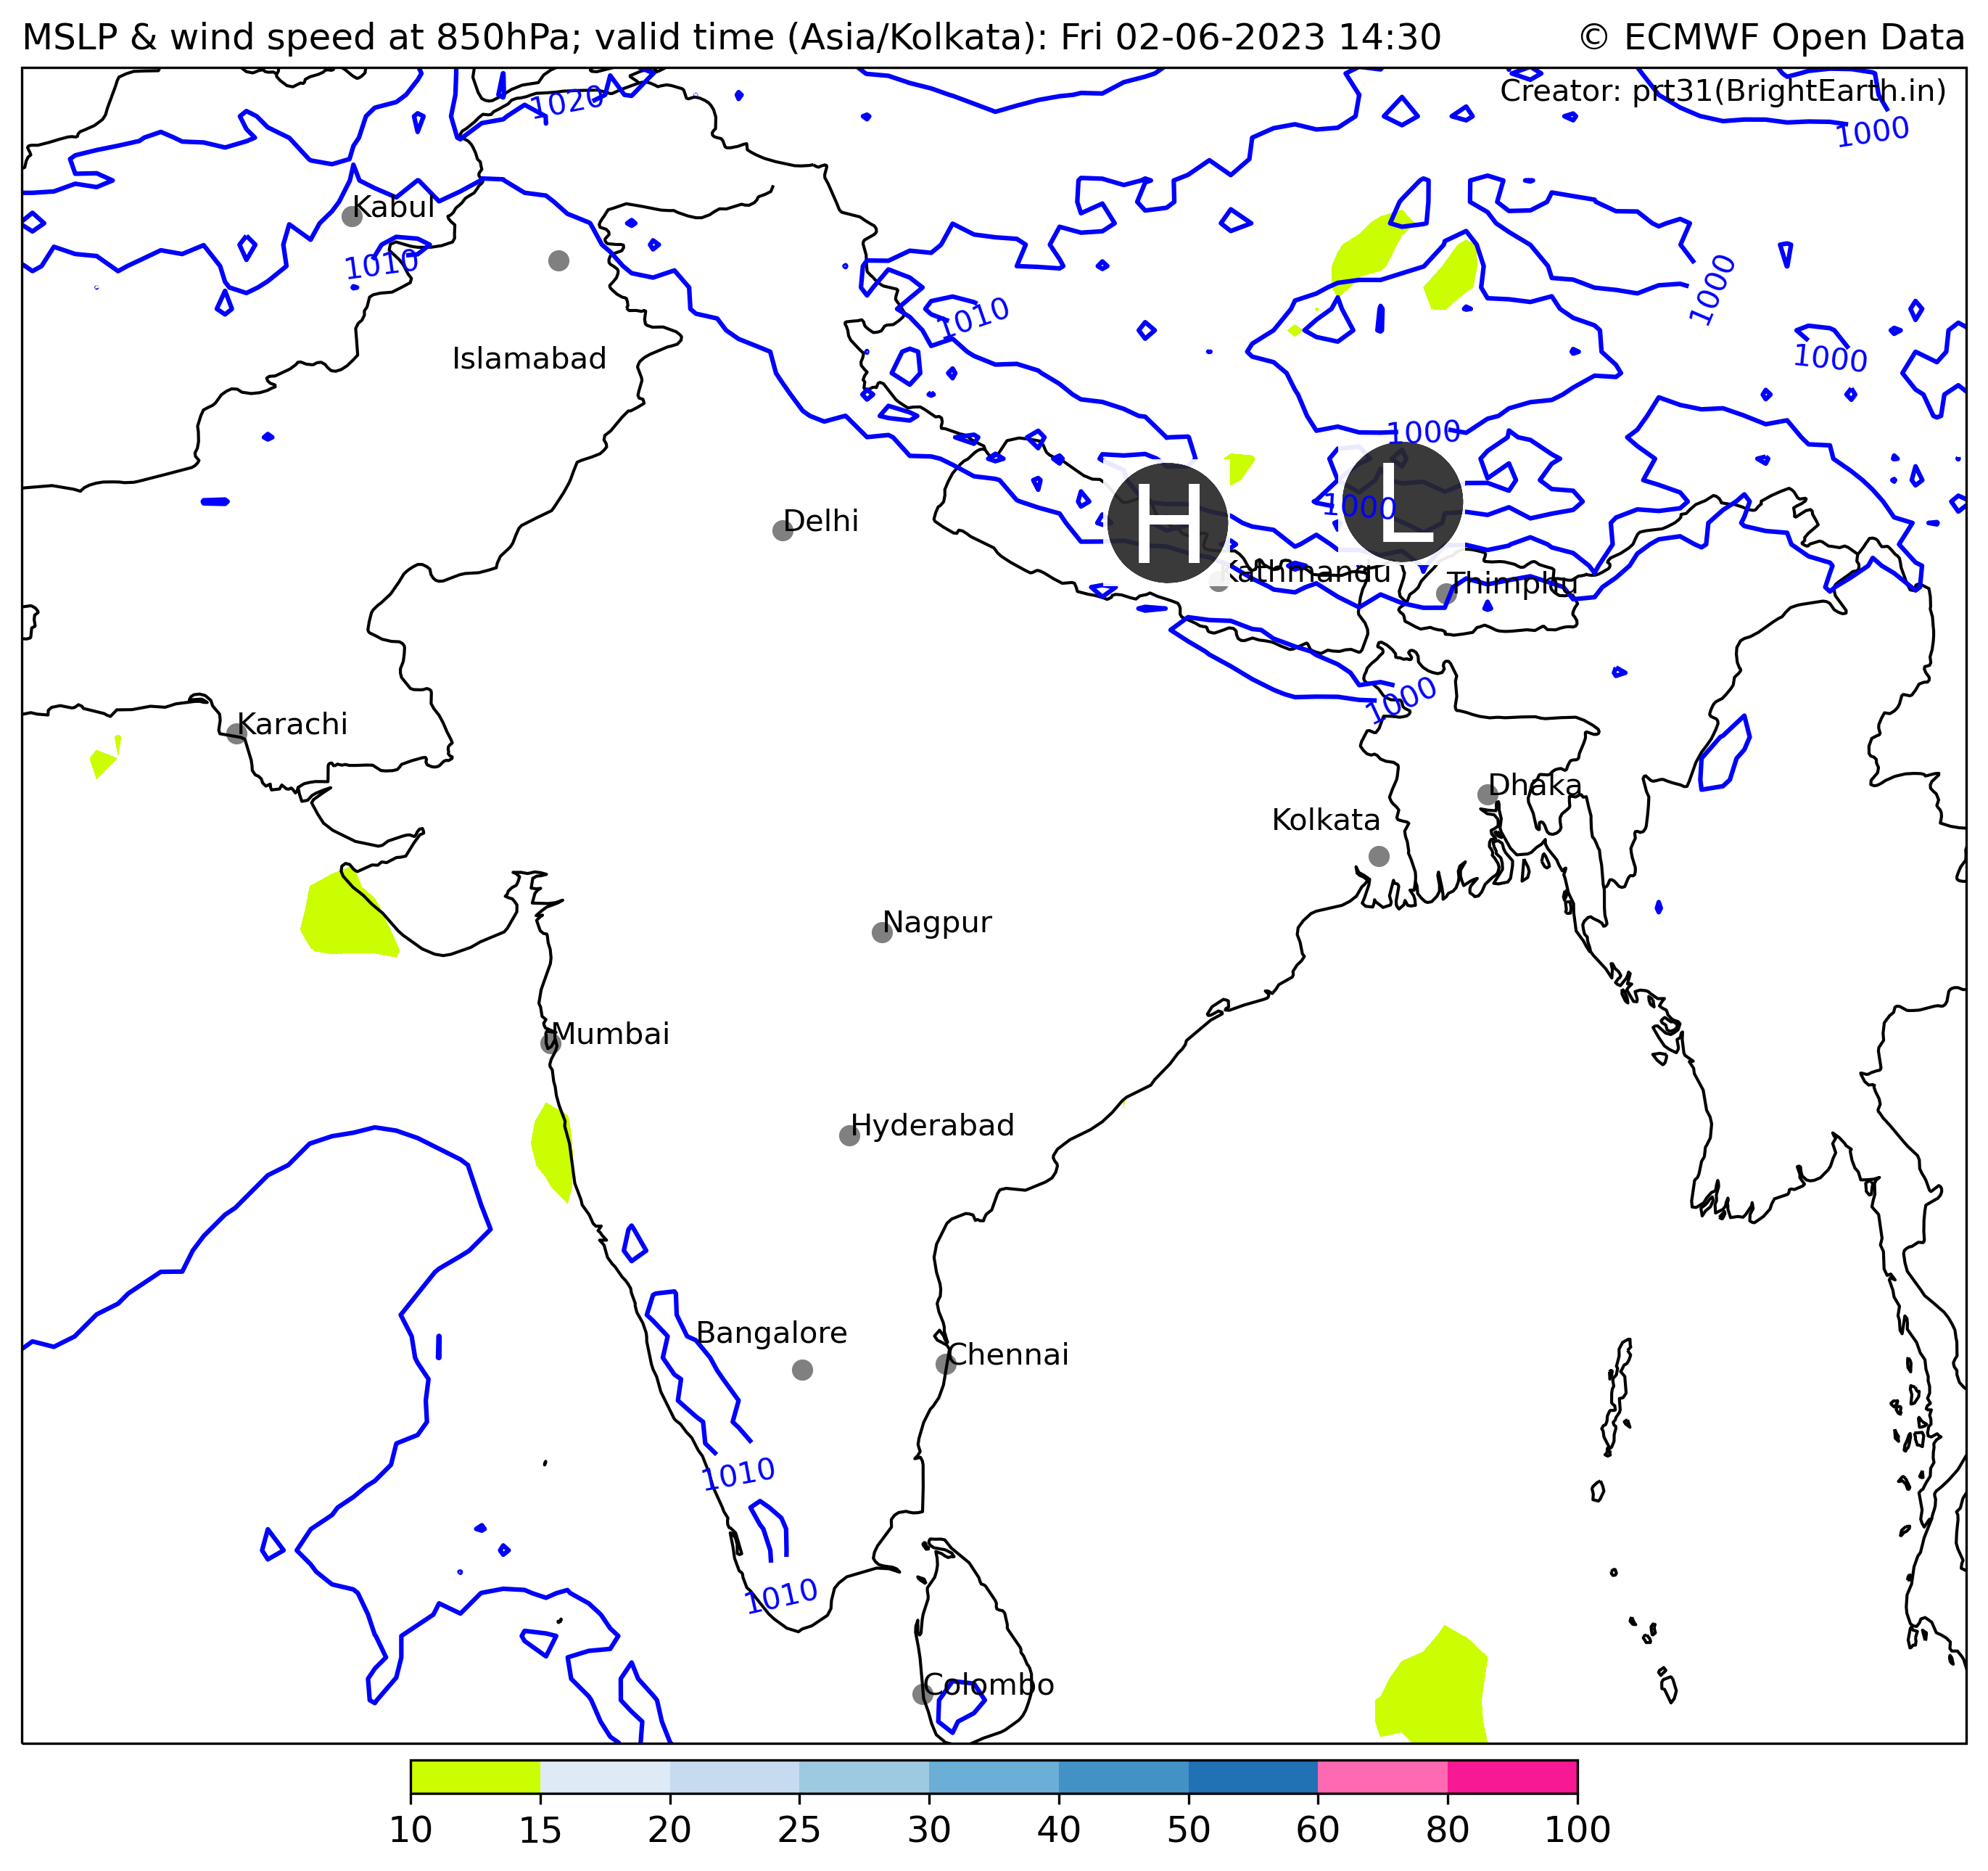 MSLP & wind speed at 850hPa; valid time (Asia/Kolkata): Fri 02-06-2023 14:30
© ECMWF Open Data
Creator: prt31(BrightEarth.in)
1020
1000
Kabul
1010
1000
1010
1000
Islamabad
1000
H
L
1000
Delhi
Kathmandu
Thimphu
1000
Karachi
Dhaka
Kolkata
Nagpur
Mumbai
Hyderabad
Bangalore
Chennai
1010
1010
Colombo
10 15 20 25 30 40 50 60 80 100